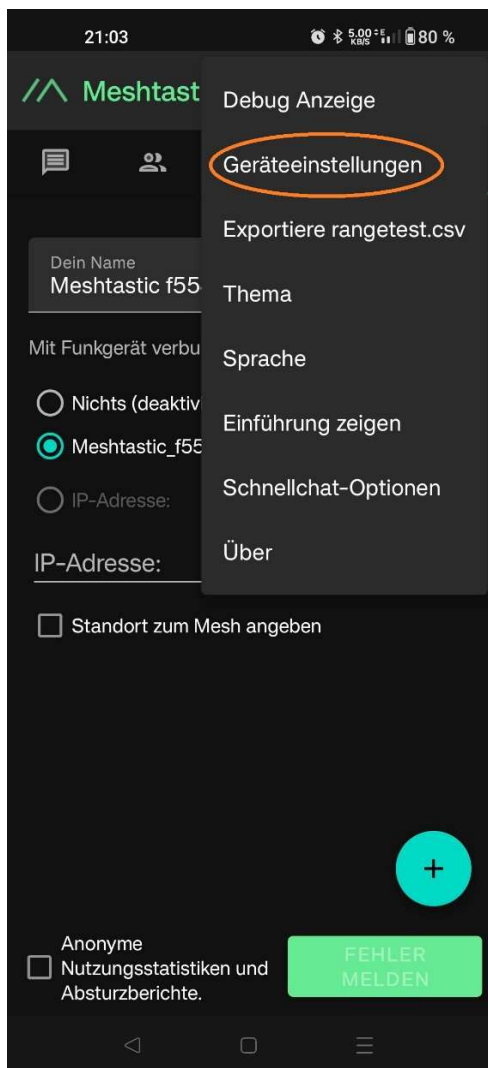 21:03
5.00 KB/S
80 %
Meshtast
Debug Anzeige
Geräteeinstellungen
Exportiere rangetest.csv
Thema
Sprache
Einführung zeigen
Schnellchat-Optionen
Über
Dein Name
Meshtastic f55
Mit Funkgerät verbu
Nichts (deaktiv
Meshtastic_f55
IP-Adresse:
IP-Adresse:
Standort zum Mesh angeben
+
Anonyme
Nutzungsstatistiken und
Absturzberichte.
FEHLER
MELDEN